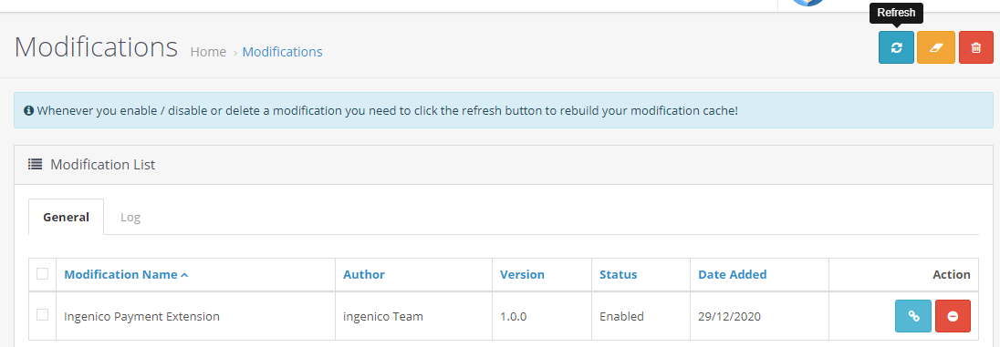 Refresh
Modifications Home › Modifications
Whenever you enable / disable or delete a modification you need to click the refresh button to rebuild your modification cache!
Modification List
General Log
Modification Name Author Version Status Date Added Action
Ingenico Payment Extension ingenico Team 1.0.0 Enabled 29/12/2020